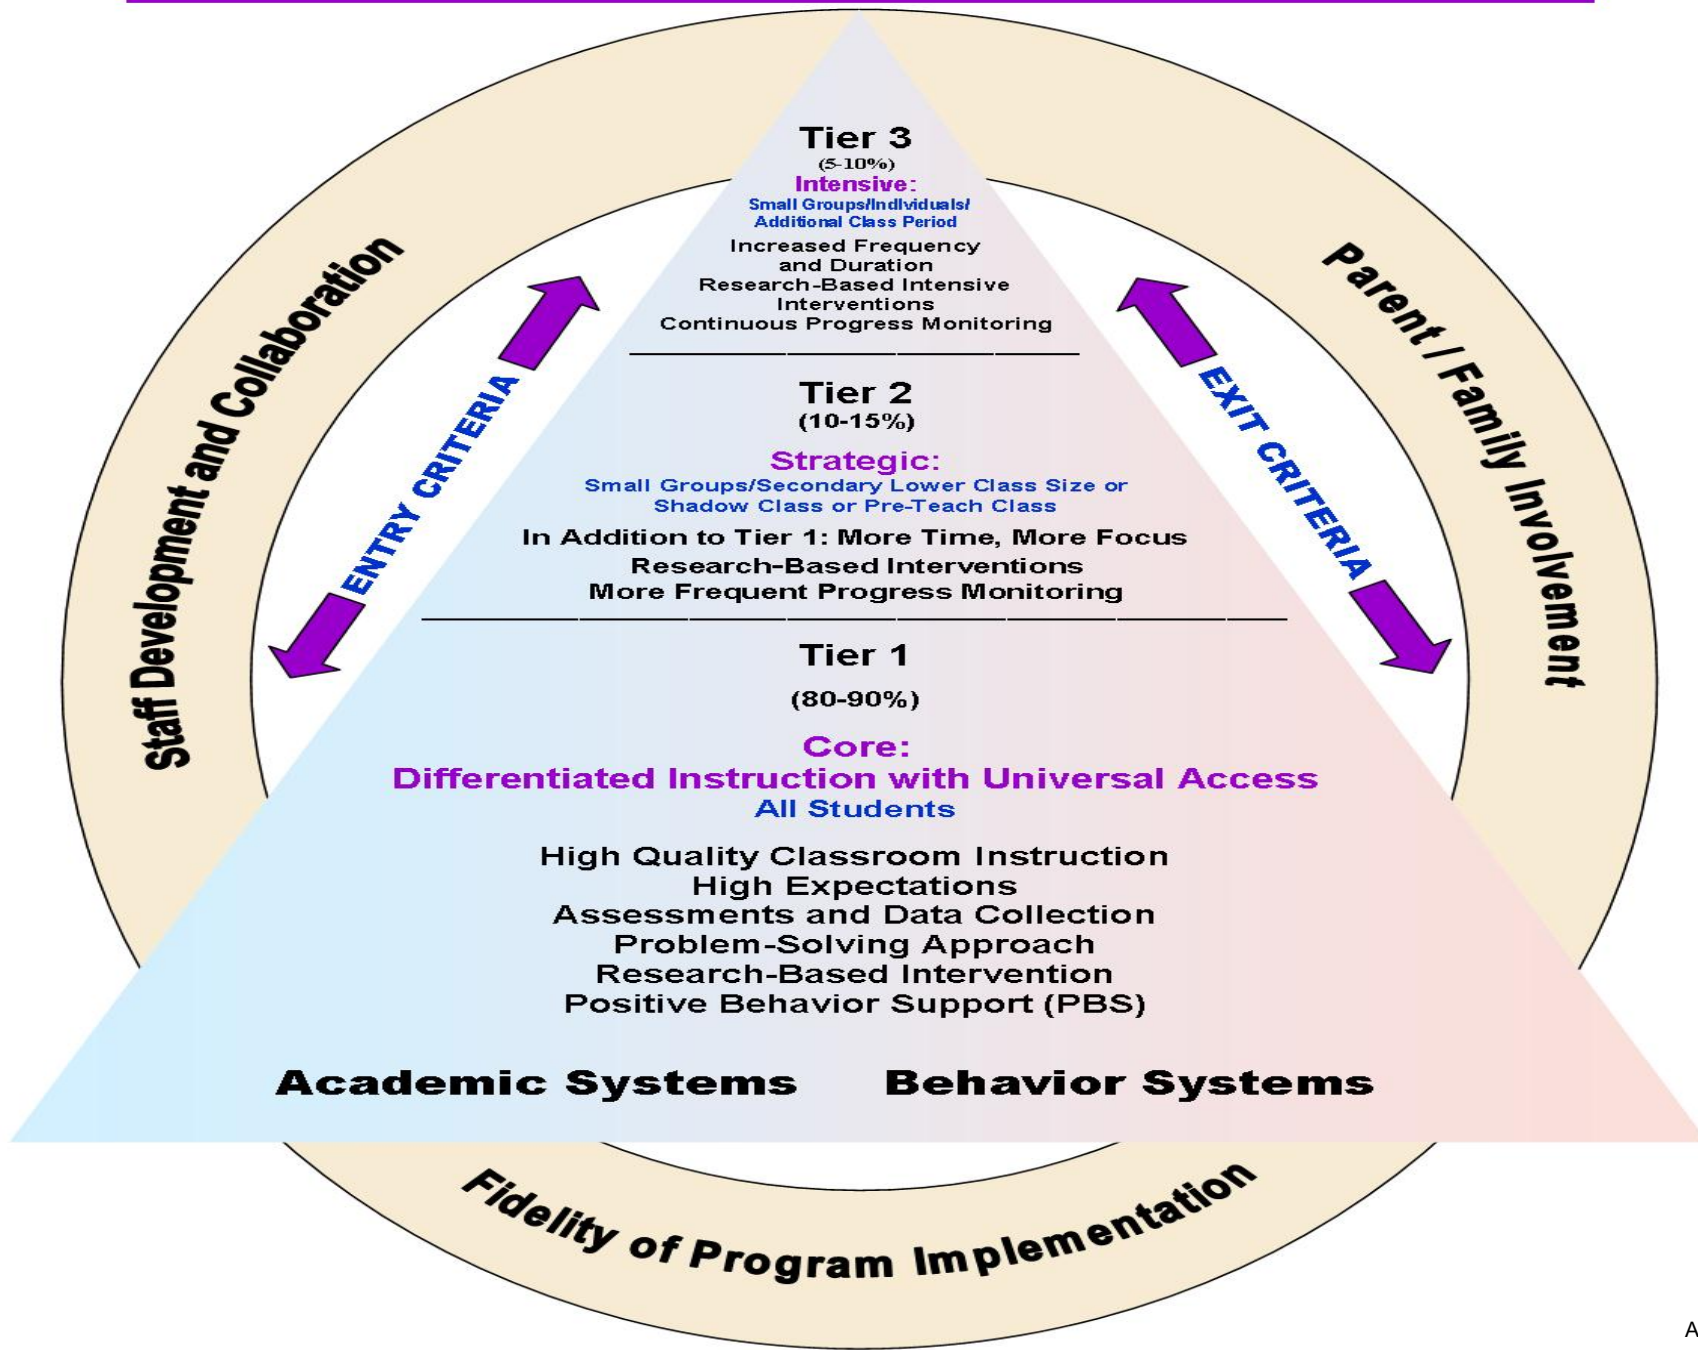 Tier 3
(5-10%)
Intensive:
Small Groups/Individuals/
Additional Class Period
Increased Frequency
and Duration
Research-Based Intensive
Interventions
Continuous Progress Monitoring
Tier 2
(10-15%)
Strategic:
Small Groups/Secondary Lower Class Size or
Shadow Class or Pre-Teach Class
In Addition to Tier 1: More Time, More Focus
Research-Based Interventions
More Frequent Progress Monitoring
Tier 1
(80-90%)
Core:
Differentiated Instruction with Universal Access
All Students
High Quality Classroom Instruction
High Expectations
Assessments and Data Collection
Problem-Solving Approach
Research-Based Intervention
Positive Behavior Support (PBS)
Academic Systems Behavior Systems
Staff Development and Collaboration
ENTRY CRITERIA
EXIT CRITERIA
Parent / Family Involvement
Fidelity of Program Implementation
A